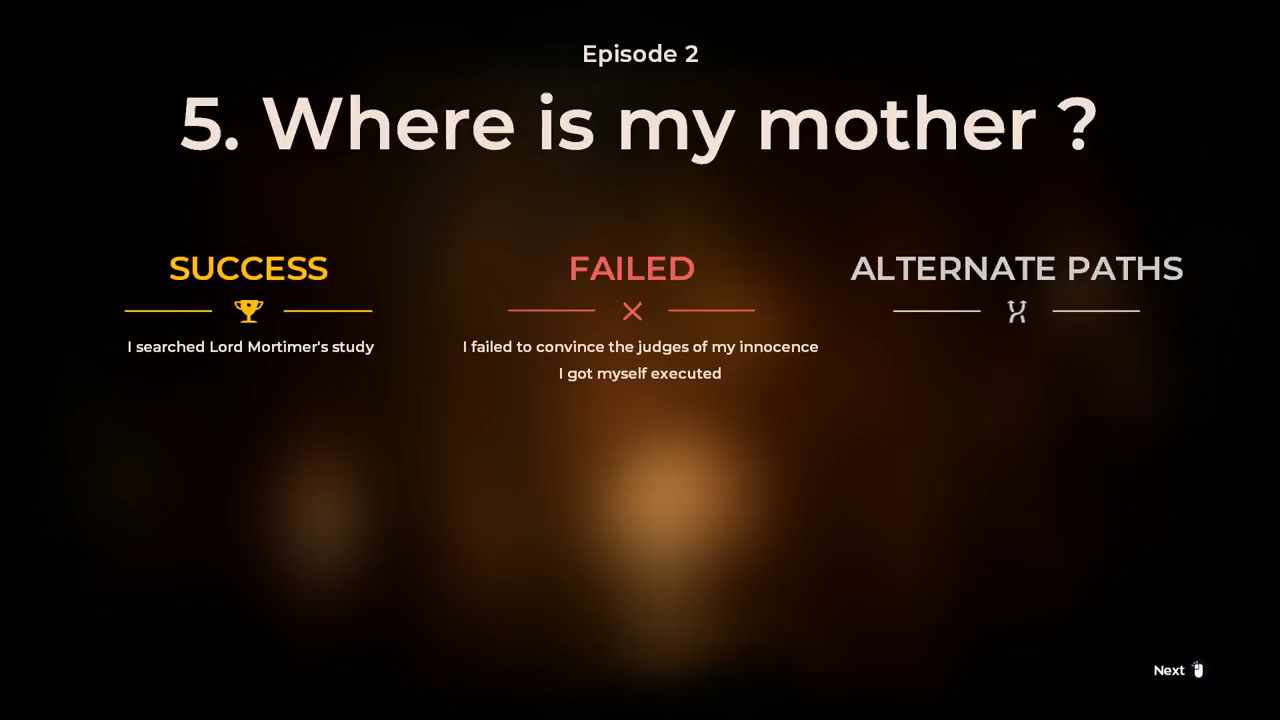 Episode 2
5. Where is my mother ?
SUCCESS
I searched Lord Mortimer's study
FAILED
I failed to convince the judges of my innocence
I got myself executed
ALTERNATE PATHS
Next